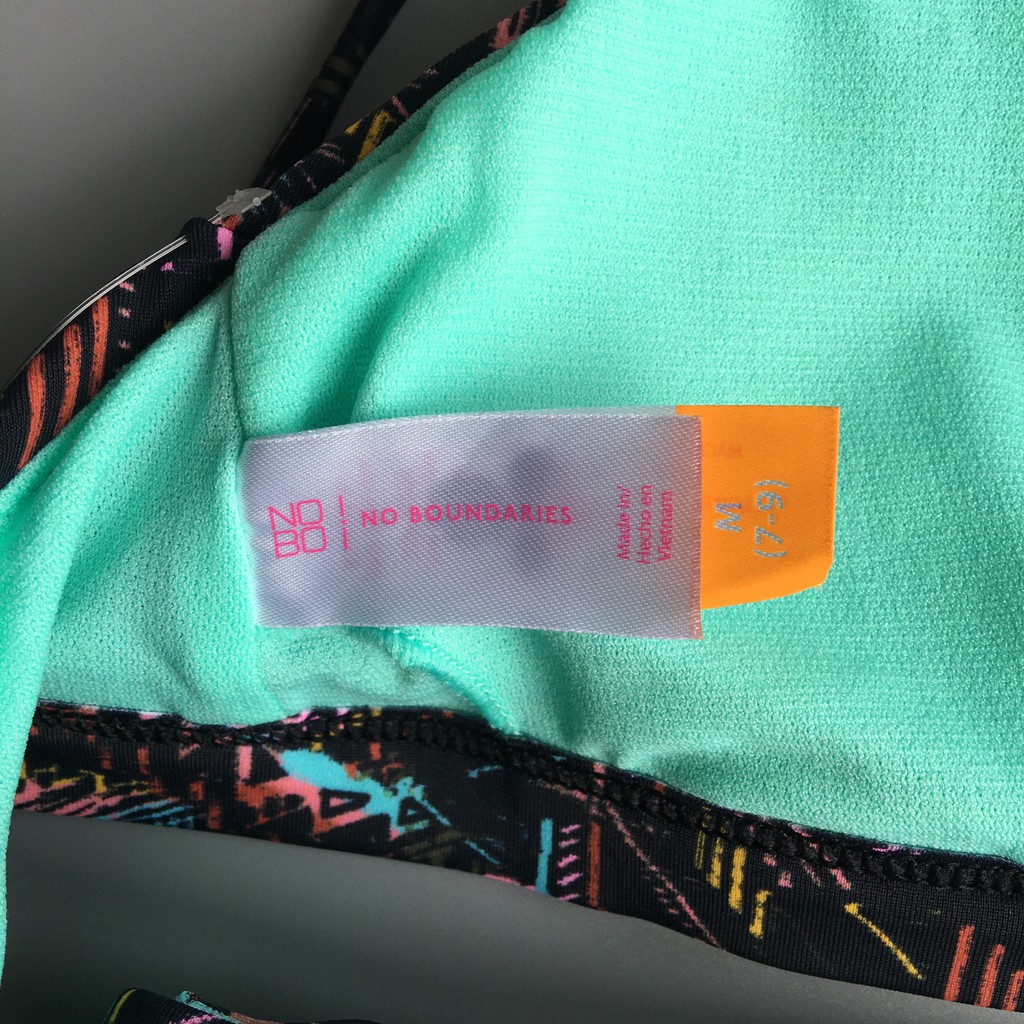 NO
BO
NO BOUNDARIES
Made in/
Hecho en
Vietnam
M
(7-9)